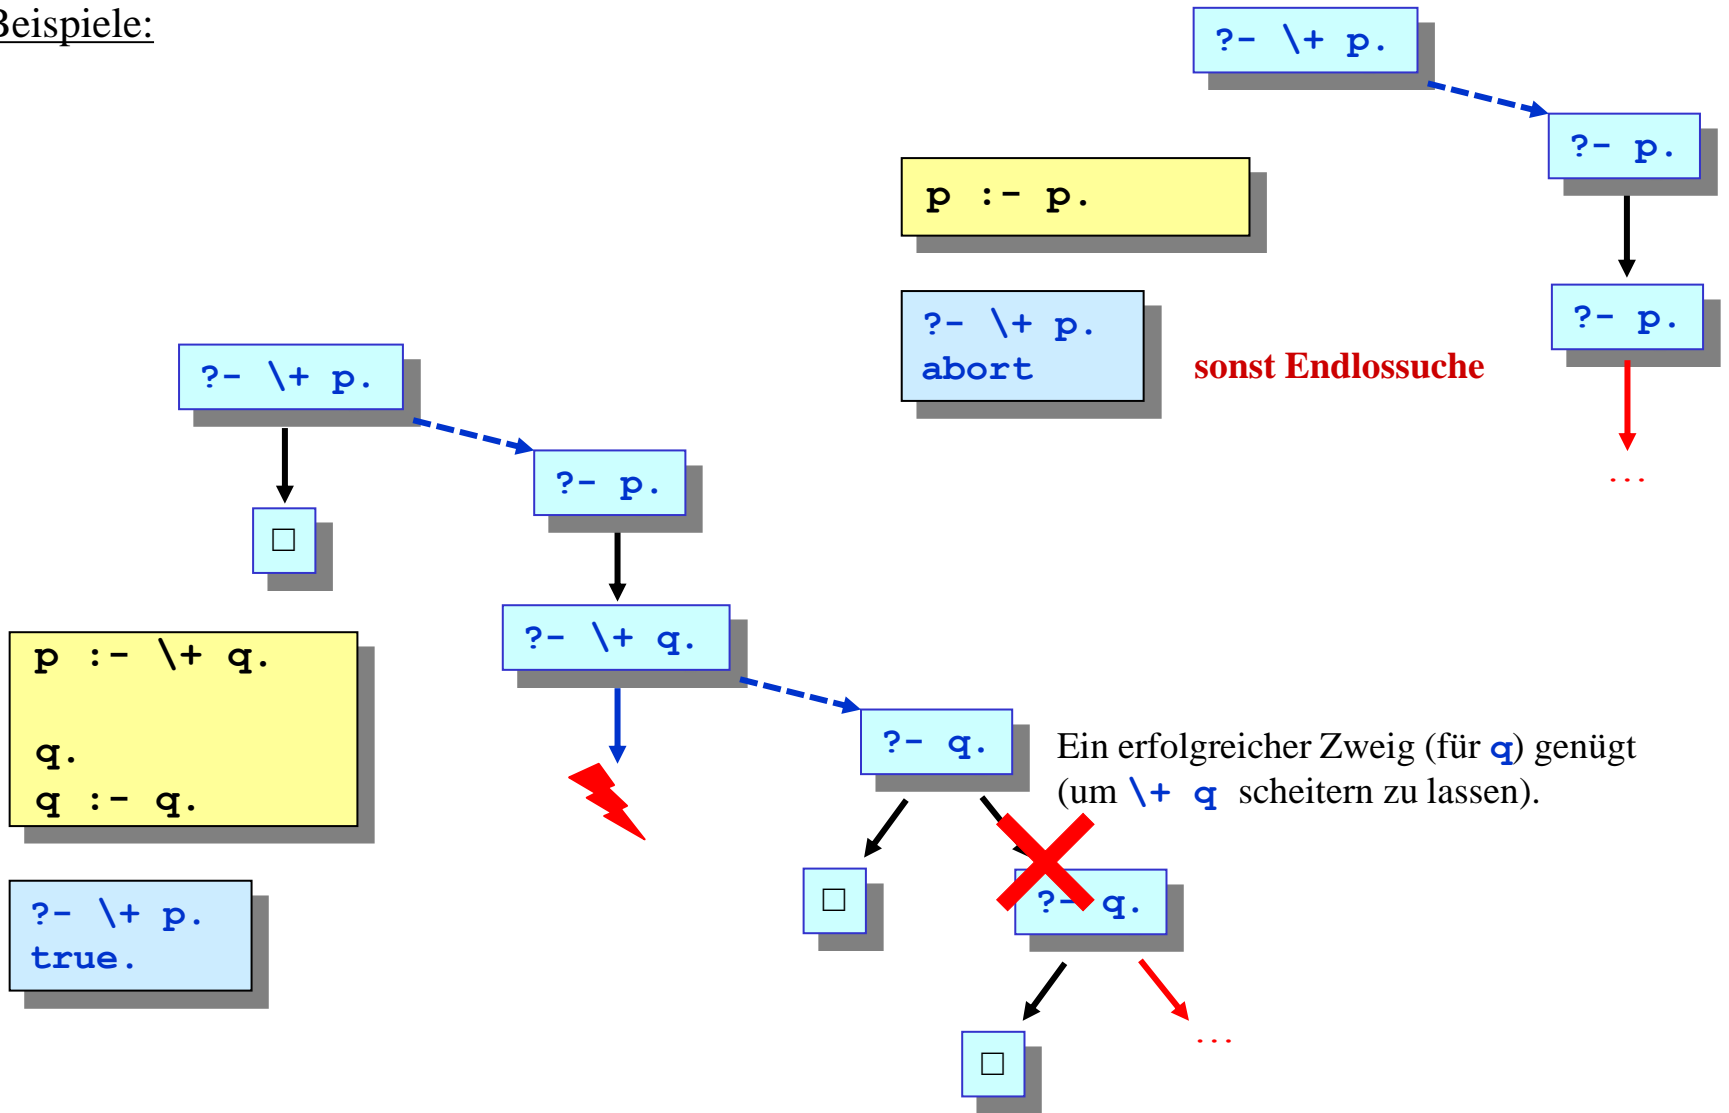 Beispiele:
?- \+ p.
?- p.
p :- p.
?- p.
?- \+ p.
abort
sonst Endlossuche
...
?- \+ p.
?- p.
□
?- \+ q.
p :- \+ q.
q.
q :- q.
?- q.
Ein erfolgreicher Zweig (für q) genügt
(um \+ q scheitern zu lassen).
□
?- q.
?- \+ p.
true.
□
...